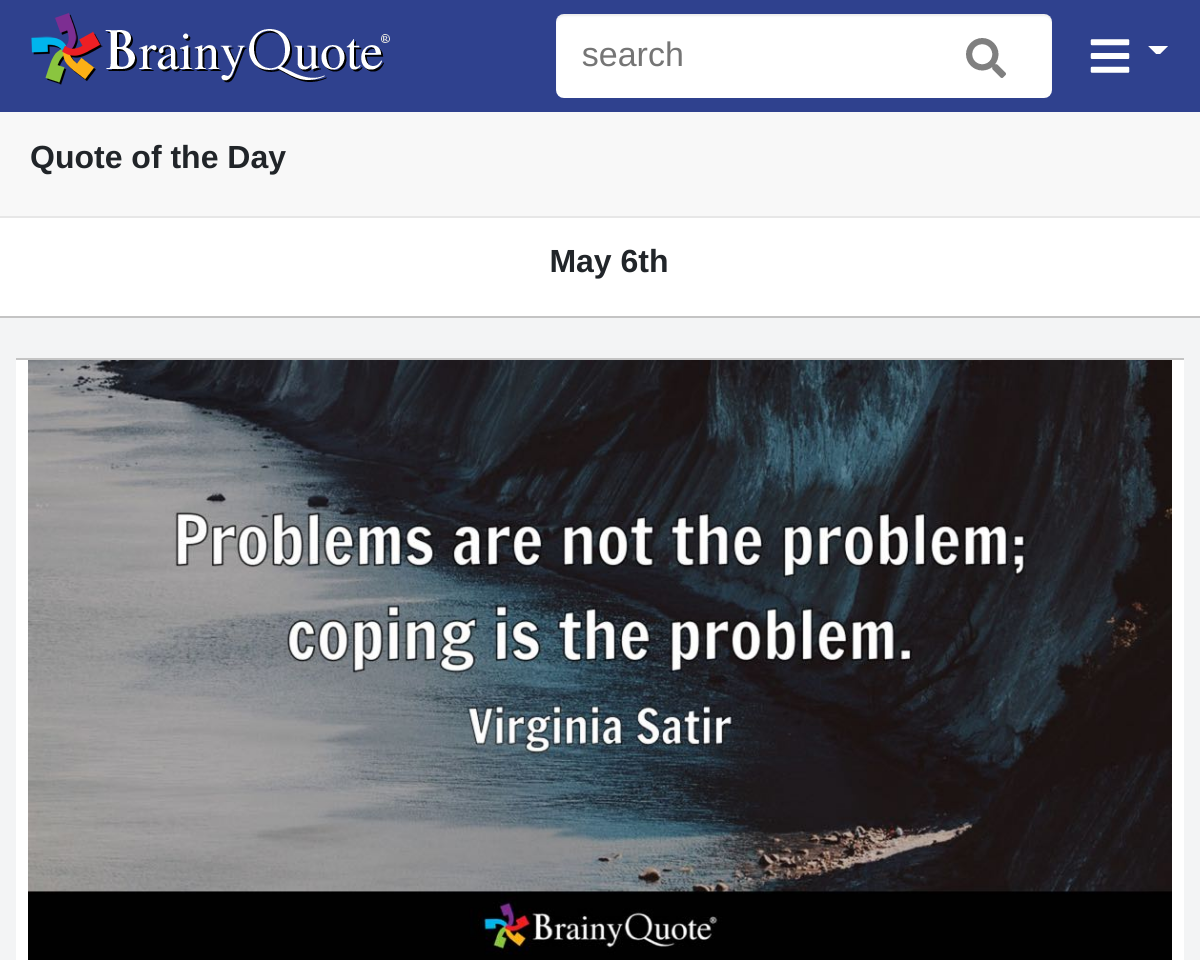 BrainyQuote®
search
Quote of the Day
May 6th
Problems are not the problem;
coping is the problem.
Virginia Satir
BrainyQuote®